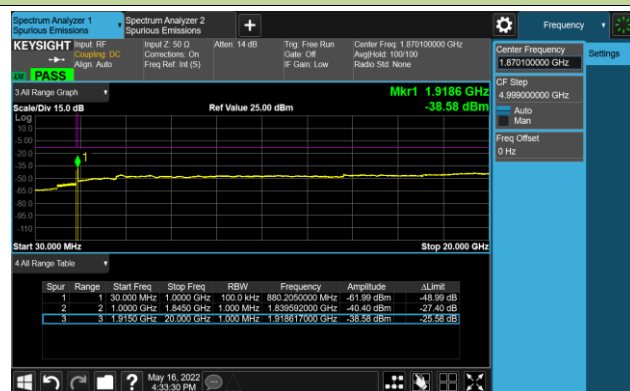 Spectrum Analyzer 1
Spurious Emissions
Spectrum Analyzer 2
Spurious Emissions
Frequency
KEYSIGHT
Input: RF
Coupling: DC
Align: Auto
Input Z: 50 Ω
Corrections: On
Freq Ref: Int (S)
Atten: 14 dB
Trig: Free Run
Gate: Off
IF Gain: Low
Center Freq: 1.870100000 GHz
Avg|Hold: 100/100
Radio Std: None
PASS
Center Frequency
1.870100000 GHz
Settings
CF Step
4.999000000 GHz
Auto
Man
Freq Offset
0 Hz
3 All Range Graph
Mkr1 1.9186 GHz
Scale/Div 15.0 dB
Ref Value 25.00 dBm
-38.58 dBm
Log
10.0
-5.00
-20.0
-35.0
-50.0
-65.0
-80.0
-95.0
-110
1
Start 30.000 MHz
Stop 20.000 GHz
4 All Range Table
Spur Range Start Freq Stop Freq RBW Frequency Amplitude ΔLimit
1 1 30.000 MHz 1.0000 GHz 100.0 kHz 880.2050000 MHz -61.99 dBm -48.99 dB
2 2 1.0000 GHz 1.8450 GHz 1.000 MHz 1.839592000 GHz -40.40 dBm -27.40 dB
3 3 1.9150 GHz 20.000 GHz 1.000 MHz 1.918617000 GHz -38.58 dBm -25.58 dB
May 16, 2022
4:33:30 PM